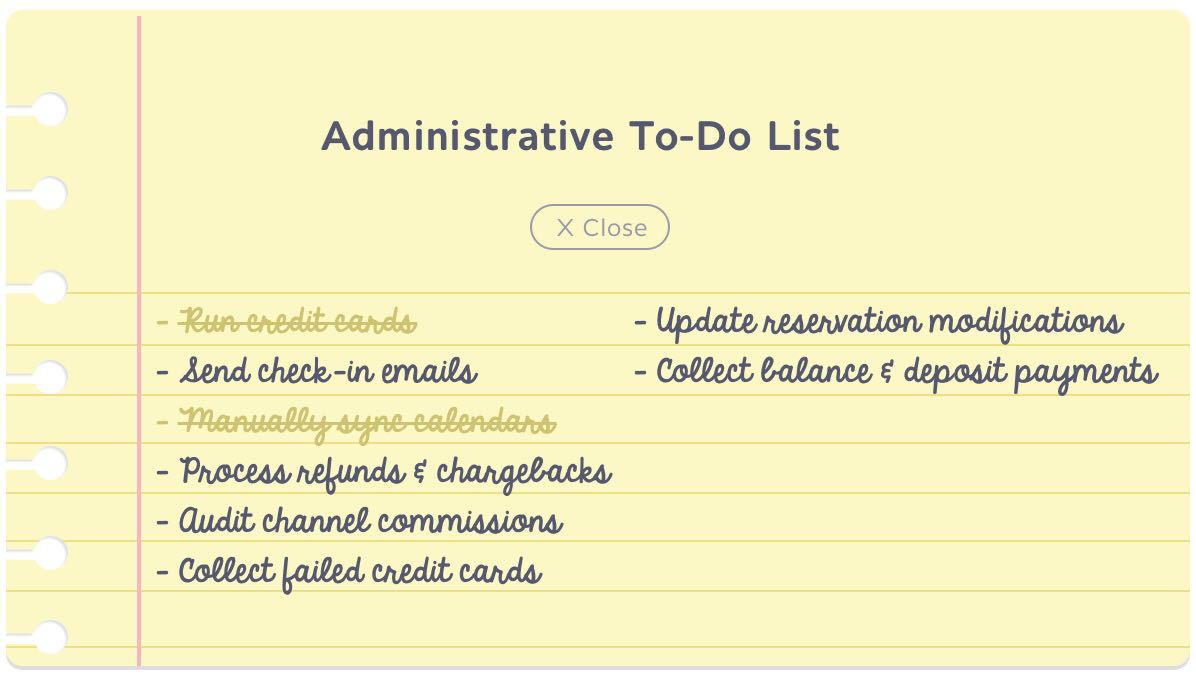 Administrative To-Do List
X Close
- Run credit cards
- Send check-in emails
- Manually sync calendars
- Process refunds & chargebacks
- Audit channel commissions
- Collect failed credit cards
- Update reservation modifications
- Collect balance & deposit payments